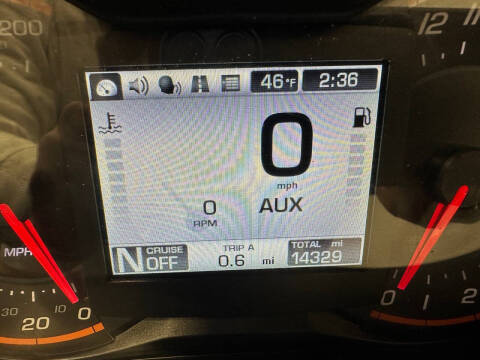 200
12
46°F 2:36
0
mph
0 AUX
RPM
MPH
N CRUISE OFF
TRIP A 0.6 mi
TOTAL mi 14329
30 20 10 0
0 2